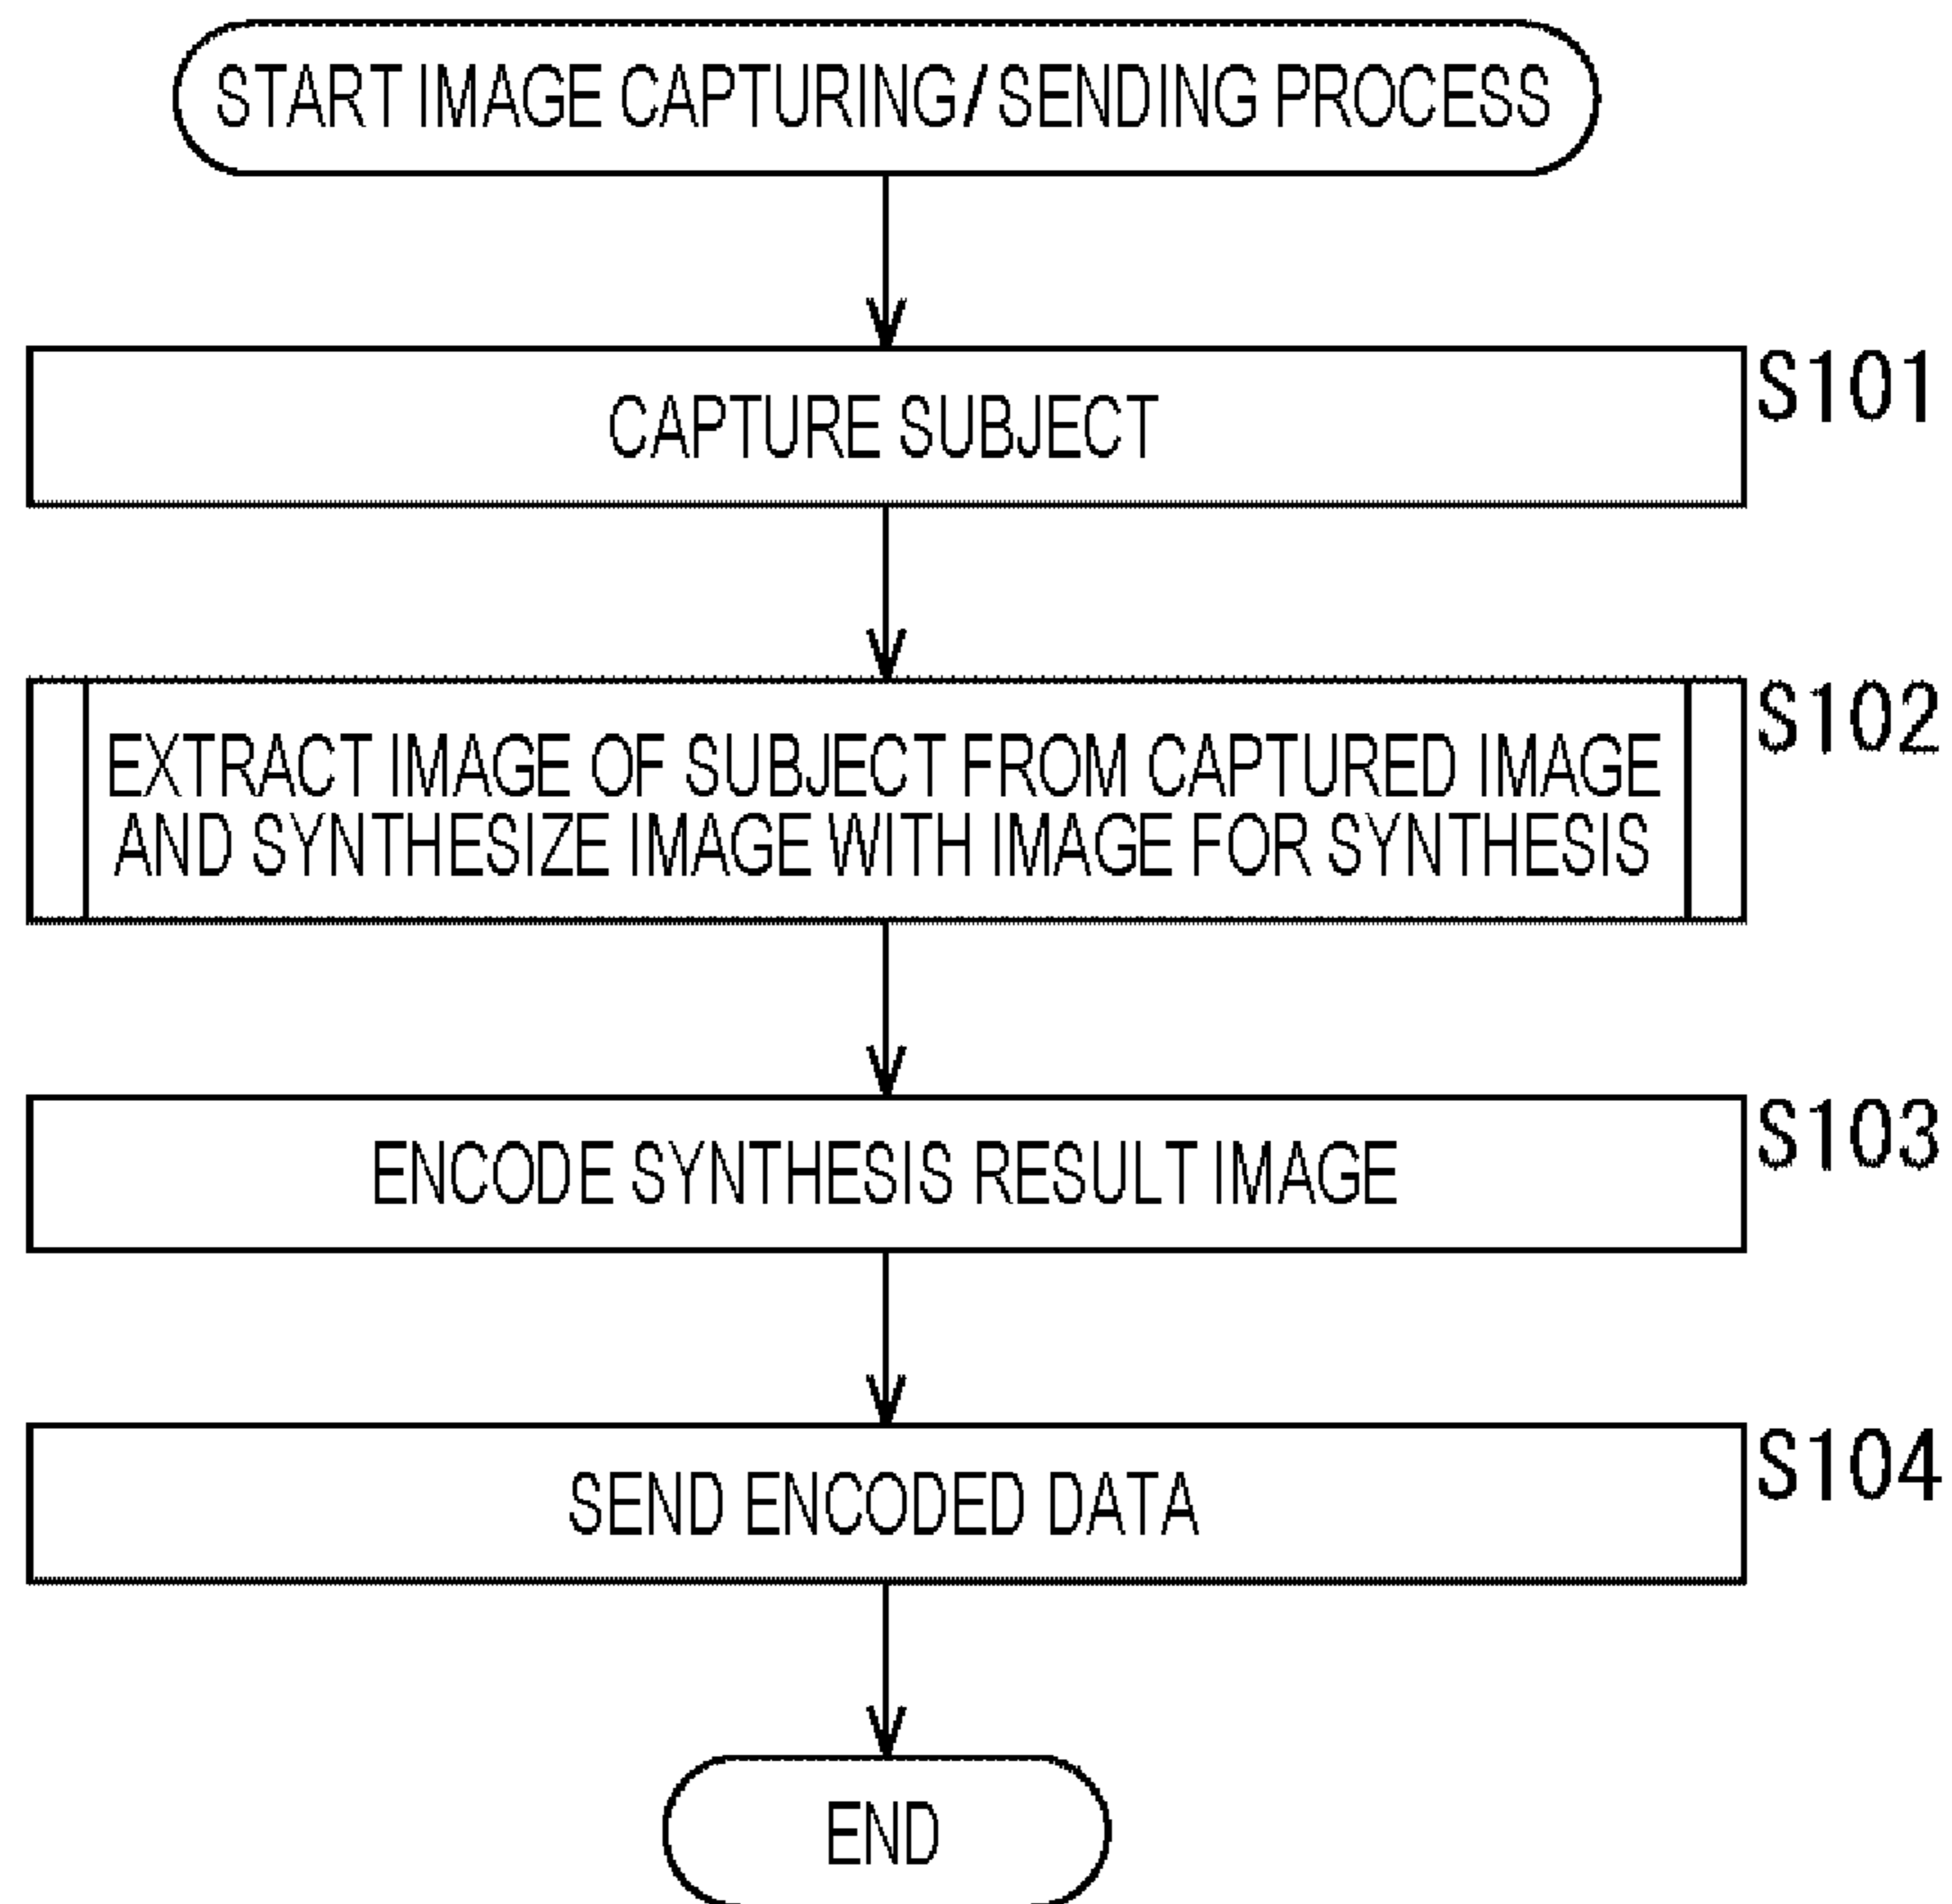 START IMAGE CAPTURING/SENDING PROCESS
CAPTURE SUBJECT
S101
EXTRACT IMAGE OF SUBJECT FROM CAPTURED IMAGE
AND SYNTHESIZE IMAGE WITH IMAGE FOR SYNTHESIS
S102
ENCODE SYNTHESIS RESULT IMAGE
S103
SEND ENCODED DATA
S104
END